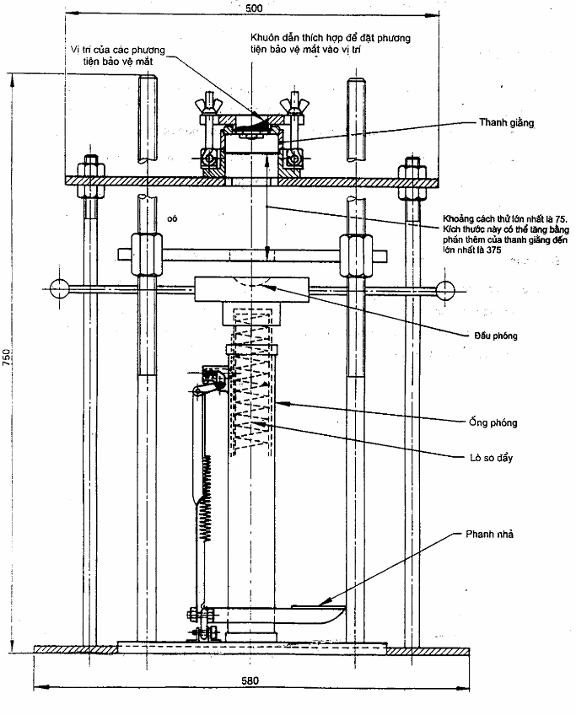 500
Khuôn dẫn thích hợp để đặt phương
tiện bảo vệ mắt vào vị trí
Vị trí của các phương
tiện bảo vệ mắt
Thanh giằng
Khoảng cách thử lớn nhất là 75.
Kích thước này có thể tăng bằng
phần thêm của thanh giằng đến
lớn nhất là 375
Đầu phóng
750
Ống phóng
Lò so đẩy
Phanh nhả
580